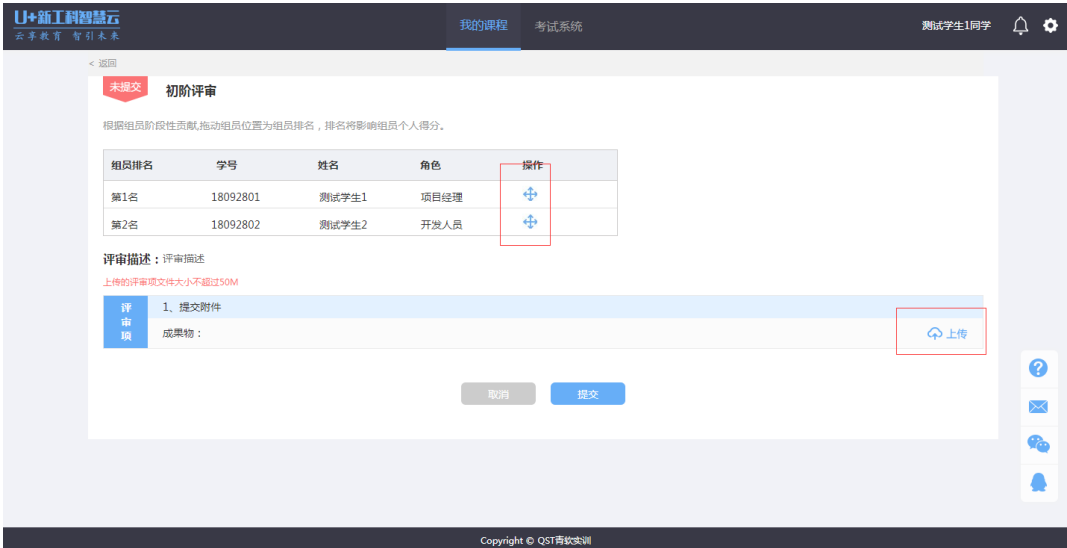 U+新工科智慧云
云享教育 智引未来
我的课程 考试系统 测试学生1同学
< 返回
未提交 初阶评审
根据组员阶段性贡献,拖动组员位置为组员排名，排名将影响组员个人得分。
组员排名 学号 姓名 角色 操作
第1名 18092801 测试学生1 项目经理
第2名 18092802 测试学生2 开发人员
评审描述：评审描述
上传的评审项文件大小不超过50M
评审项
1、提交附件
成果物： 上传
取消 提交
Copyright © QST青软实训